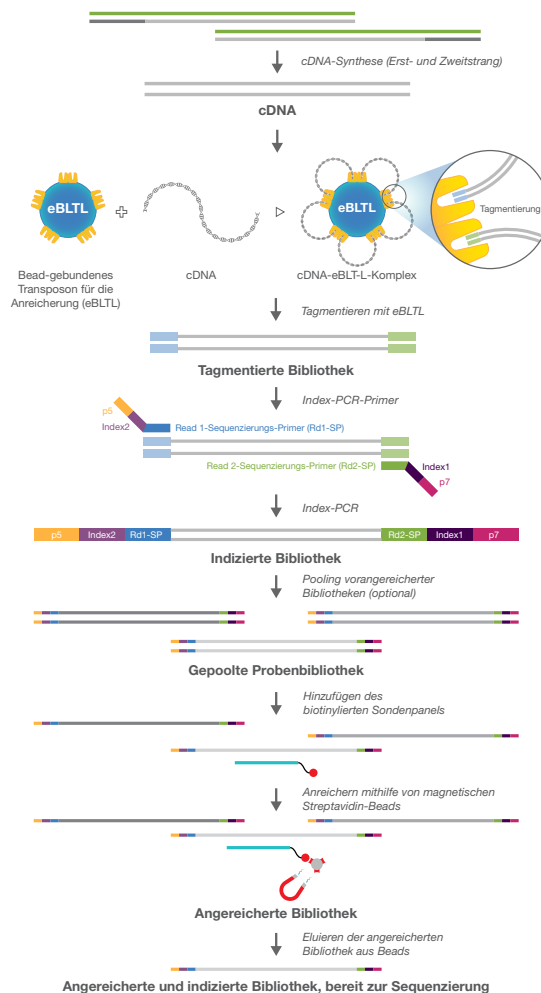 cDNA-Synthese (Erst- und Zweitstrang)
cDNA
eBLTL
eBLTL
Tagmentierung
Bead-gebundenes
Transposon für die
Anreicherung (eBLTL)
cDNA
cDNA-eBLT-L-Komplex
Tagmentieren mit eBLTL
Tagmentierte Bibliothek
Index-PCR-Primer
p5
Index2
Read 1-Sequenzierungs-Primer (Rd1-SP)
Read 2-Sequenzierungs-Primer (Rd2-SP)
Index1
p7
Index-PCR
p5 Index2 Rd1-SP Rd2-SP Index1 p7
Indizierte Bibliothek
Pooling vorangereicherter
Bibliotheken (optional)
Gepoolte Probenbibliothek
Hinzufügen des
biotinylierten Sondenpanels
Anreichern mithilfe von magnetischen
Streptavidin-Beads
Angereicherte Bibliothek
Eluieren der angereicherten
Bibliothek aus Beads
Angereicherte und indizierte Bibliothek, bereit zur Sequenzierung